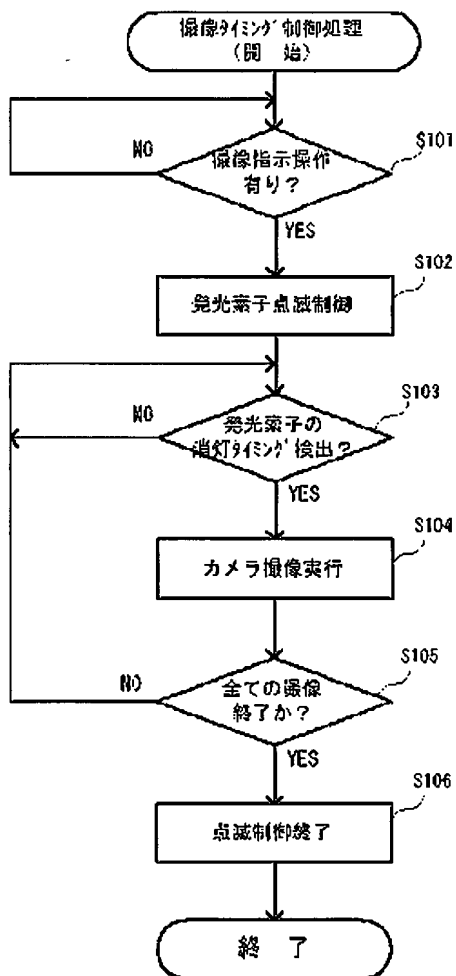 撮像ﾀｲﾐﾝｸﾞ制御処理
(開　始)
S101
NO
撮像指示操作
有り？
YES
S102
発光素子点滅制御
S103
NO
発光素子の
消灯ﾀｲﾐﾝｸﾞ検出？
YES
S104
カメラ撮像実行
S105
NO
全ての撮像
終了か？
YES
S106
点滅制御終了
終　了